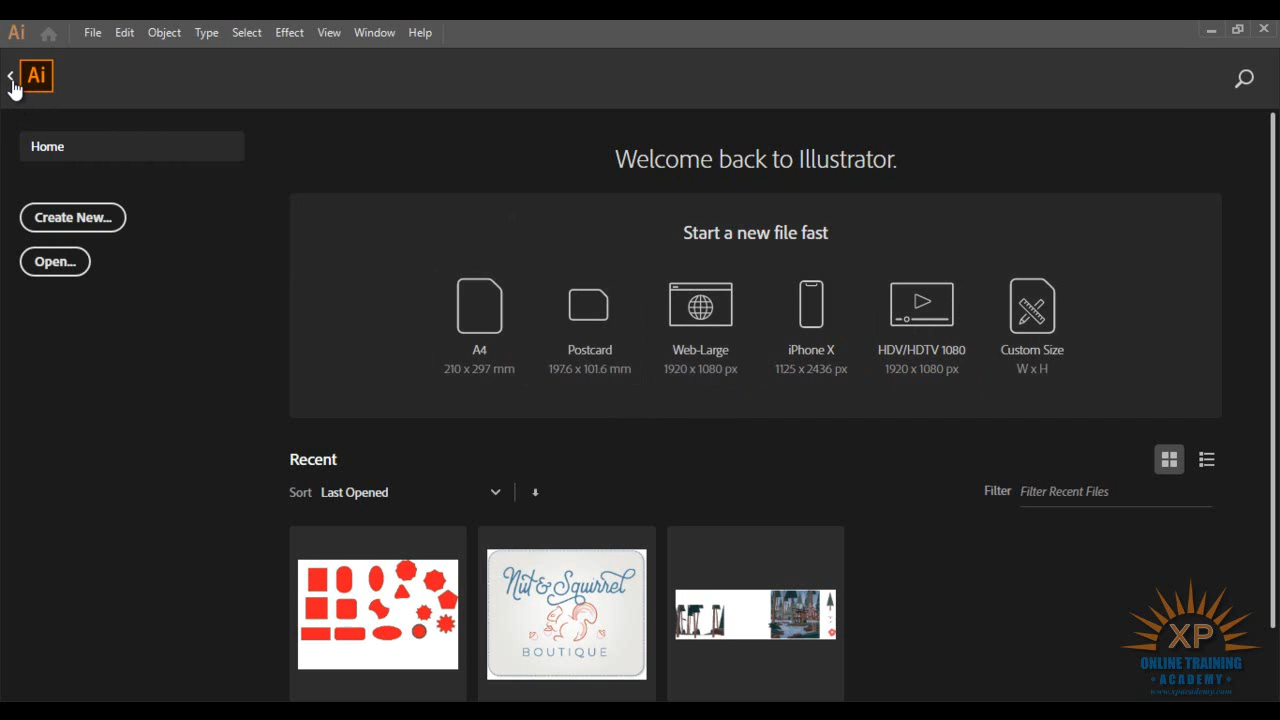 Ai File Edit Object Type Select Effect View Window Help
Ai
Home
Create New...
Open...
Welcome back to Illustrator.
Start a new file fast
A4 Postcard Web-Large iPhone X HDV/HDTV 1080 Custom Size
210 x 297 mm 197.6 x 101.6 mm 1920 x 1080 px 1125 x 2436 px 1920 x 1080 px W x H
Recent
Sort Last Opened Filter Filter Recent Files
Nut & Squirrel
BOUTIQUE
XP
ONLINE TRAINING
• ACADEMY •
www.xpacademy.com